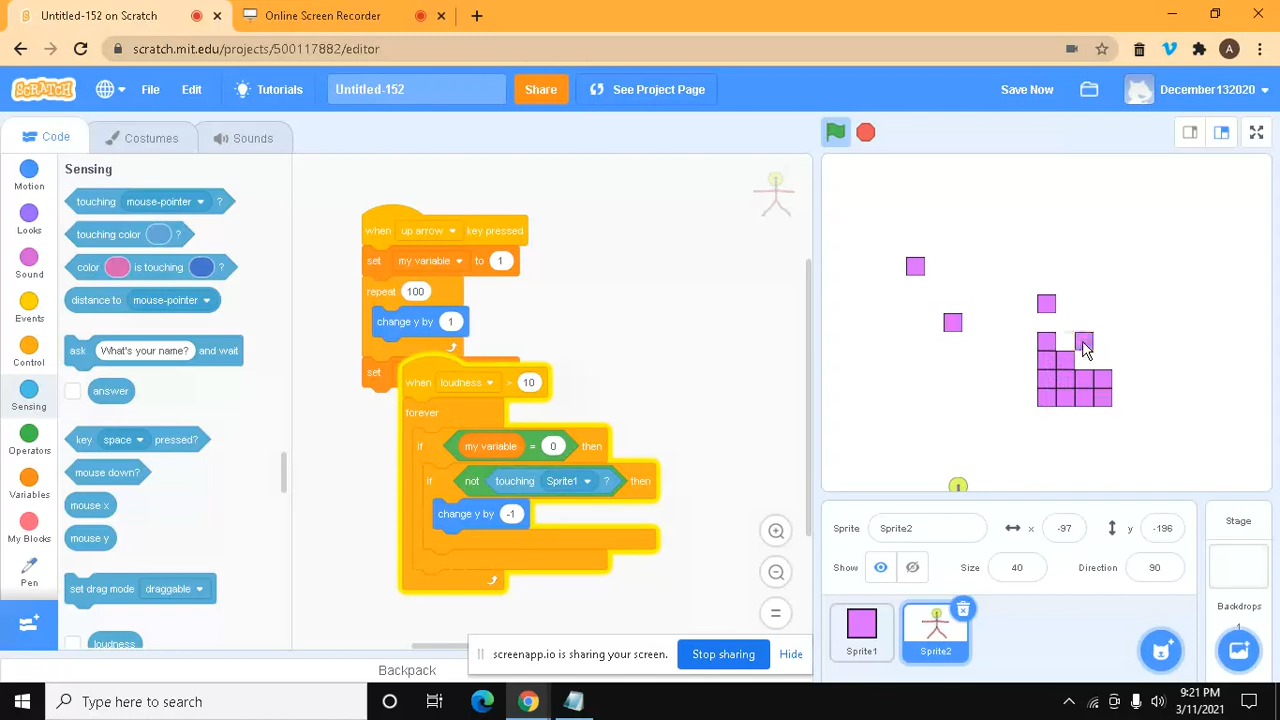 Untitled-152 on Scratch
Online Screen Recorder
scratch.mit.edu/projects/500117882/editor
A
SCRATCH
File
Edit
Tutorials
Untitled-152
Share
See Project Page
Save Now
December132020
Code
Costumes
Sounds
Motion
Looks
Sound
Events
Control
Sensing
Operators
Variables
My Blocks
Pen
Sensing
touching mouse-pointer ?
touching color ?
color is touching ?
distance to mouse-pointer
ask What's your name? and wait
answer
key space pressed?
mouse down?
mouse x
mouse y
set drag mode draggable
loudness
when up arrow key pressed
set my variable to 1
repeat 100
change y by 1
set
when loudness > 10
forever
if my variable = 0 then
if not touching Sprite1 ? then
change y by -1
Sprite Sprite2 x -97 y -196
Show Size 40 Direction 90
Sprite1
Sprite2
Stage
Backdrops
1
screenapp.io is sharing your screen.
Stop sharing
Hide
Backpack
Type here to search
9:21 PM
3/11/2021